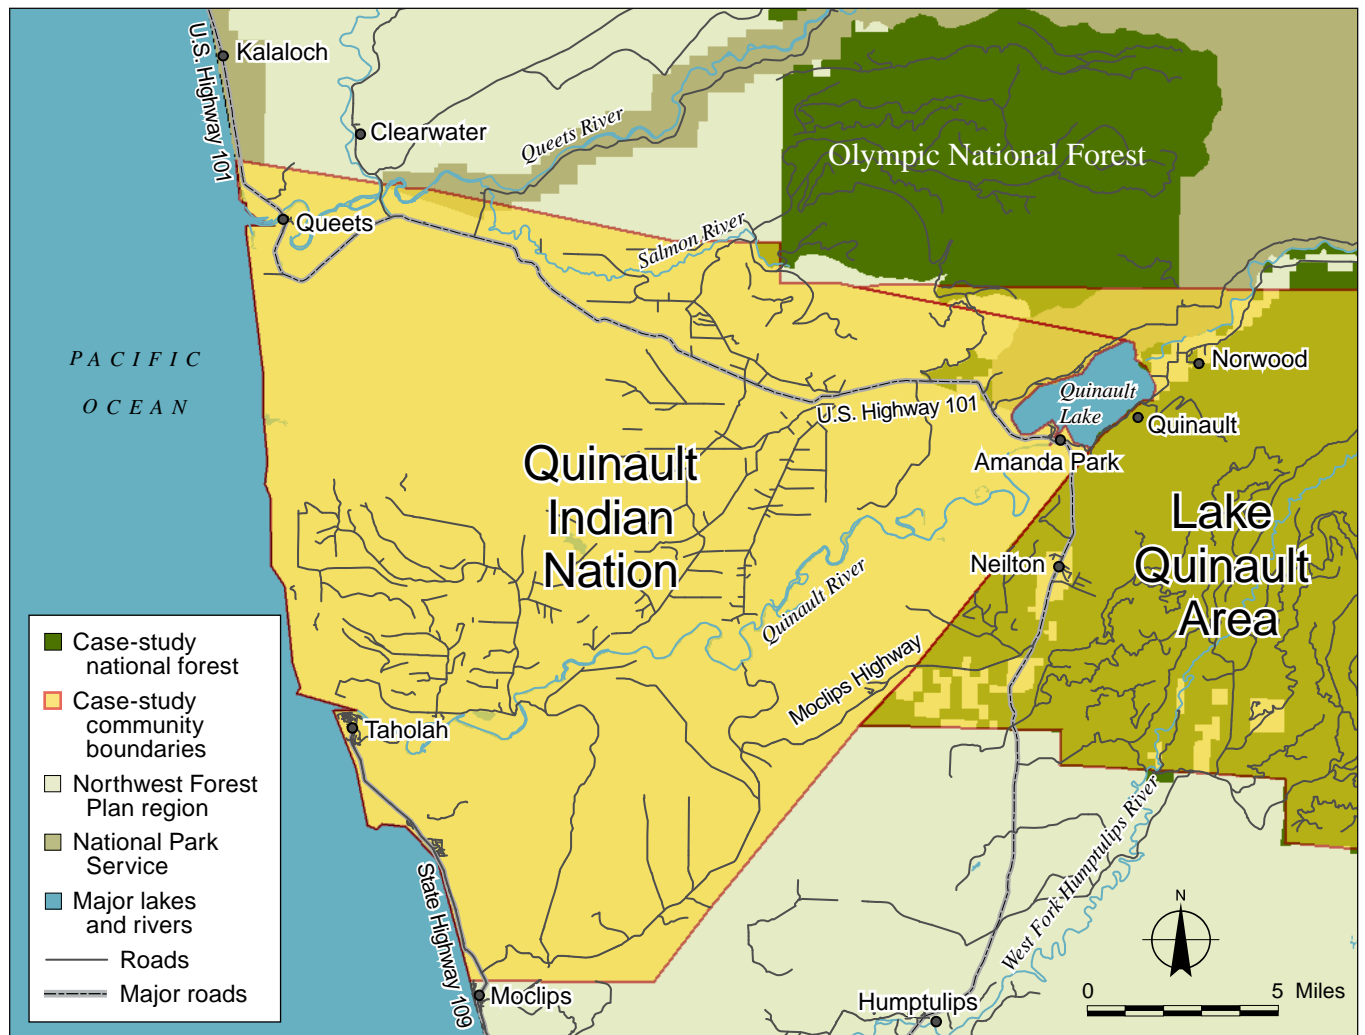 Kalaloch
U.S. Highway 101
Clearwater
Queets River
Olympic National Forest
Queets
Salmon River
PACIFIC
OCEAN
Norwood
Quinault
Lake
U.S. Highway 101
Quinault
Amanda Park
Quinault
Indian
Nation
Lake
Quinault
Area
Neilton
Quinault River
Moclips Highway
Taholah
West Fork Humptulips River
State Highway 109
Moclips
Humptulips
Case-study
national forest
Case-study
community
boundaries
Northwest Forest
Plan region
National Park
Service
Major lakes
and rivers
Roads
Major roads
N
0 5 Miles